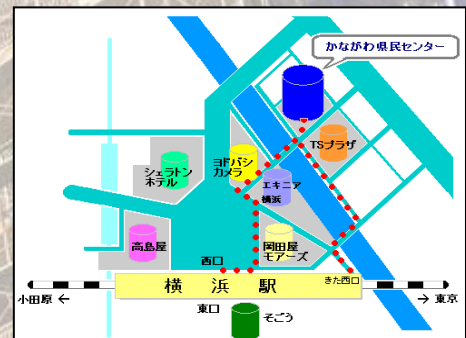 かながわ県民センター
TSプラザ
ヨドバシ
カメラ
シェラトン
ホテル
エキニア
横浜
高島屋
岡田屋
モアーズ
西口
きた西口
横浜駅
小田原 ←
→ 東京
東口
そごう